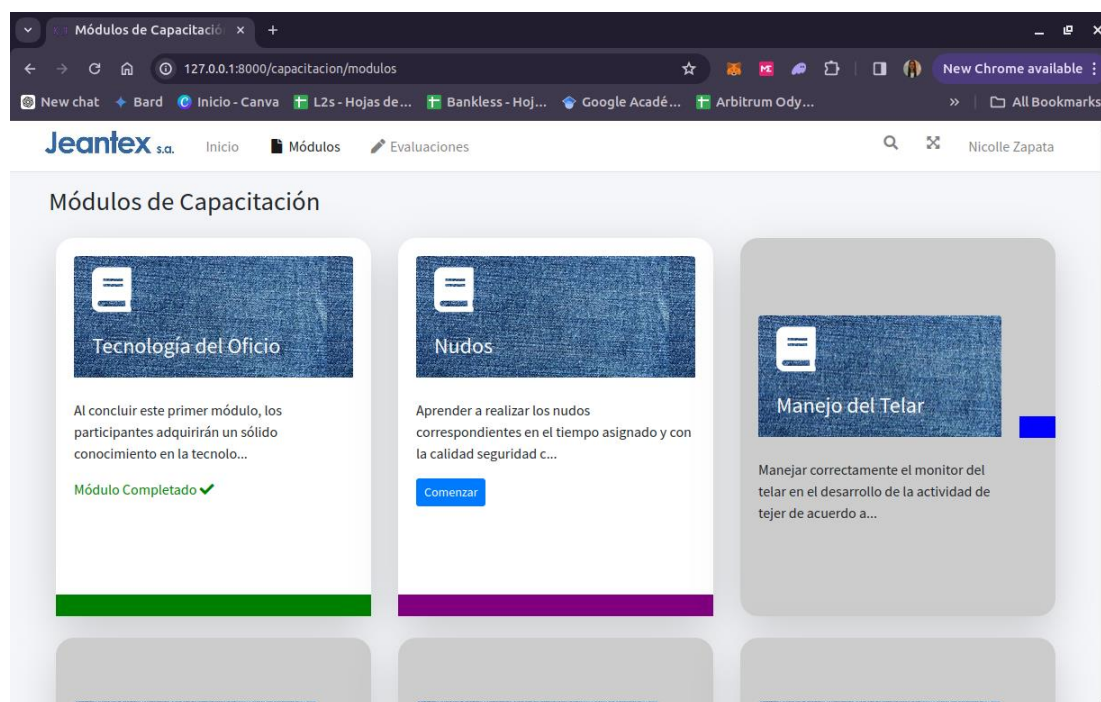 Módulos de Capacitació
127.0.0.1:8000/capacitacion/modulos
New Chrome available
New chat
Bard
Inicio - Canva
L2s - Hojas de...
Bankless - Hoj...
Google Acadé...
Arbitrum Ody...
»
All Bookmarks
Jeantex s.a.
Inicio
Módulos
Evaluaciones
Nicolle Zapata
Módulos de Capacitación
Tecnología del Oficio
Al concluir este primer módulo, los
participantes adquirirán un sólido
conocimiento en la tecnolo...
Módulo Completado
Nudos
Aprender a realizar los nudos
correspondientes en el tiempo asignado y con
la calidad seguridad c...
Comenzar
Manejo del Telar
Manejar correctamente el monitor del
telar en el desarrollo de la actividad de
tejer de acuerdo a...